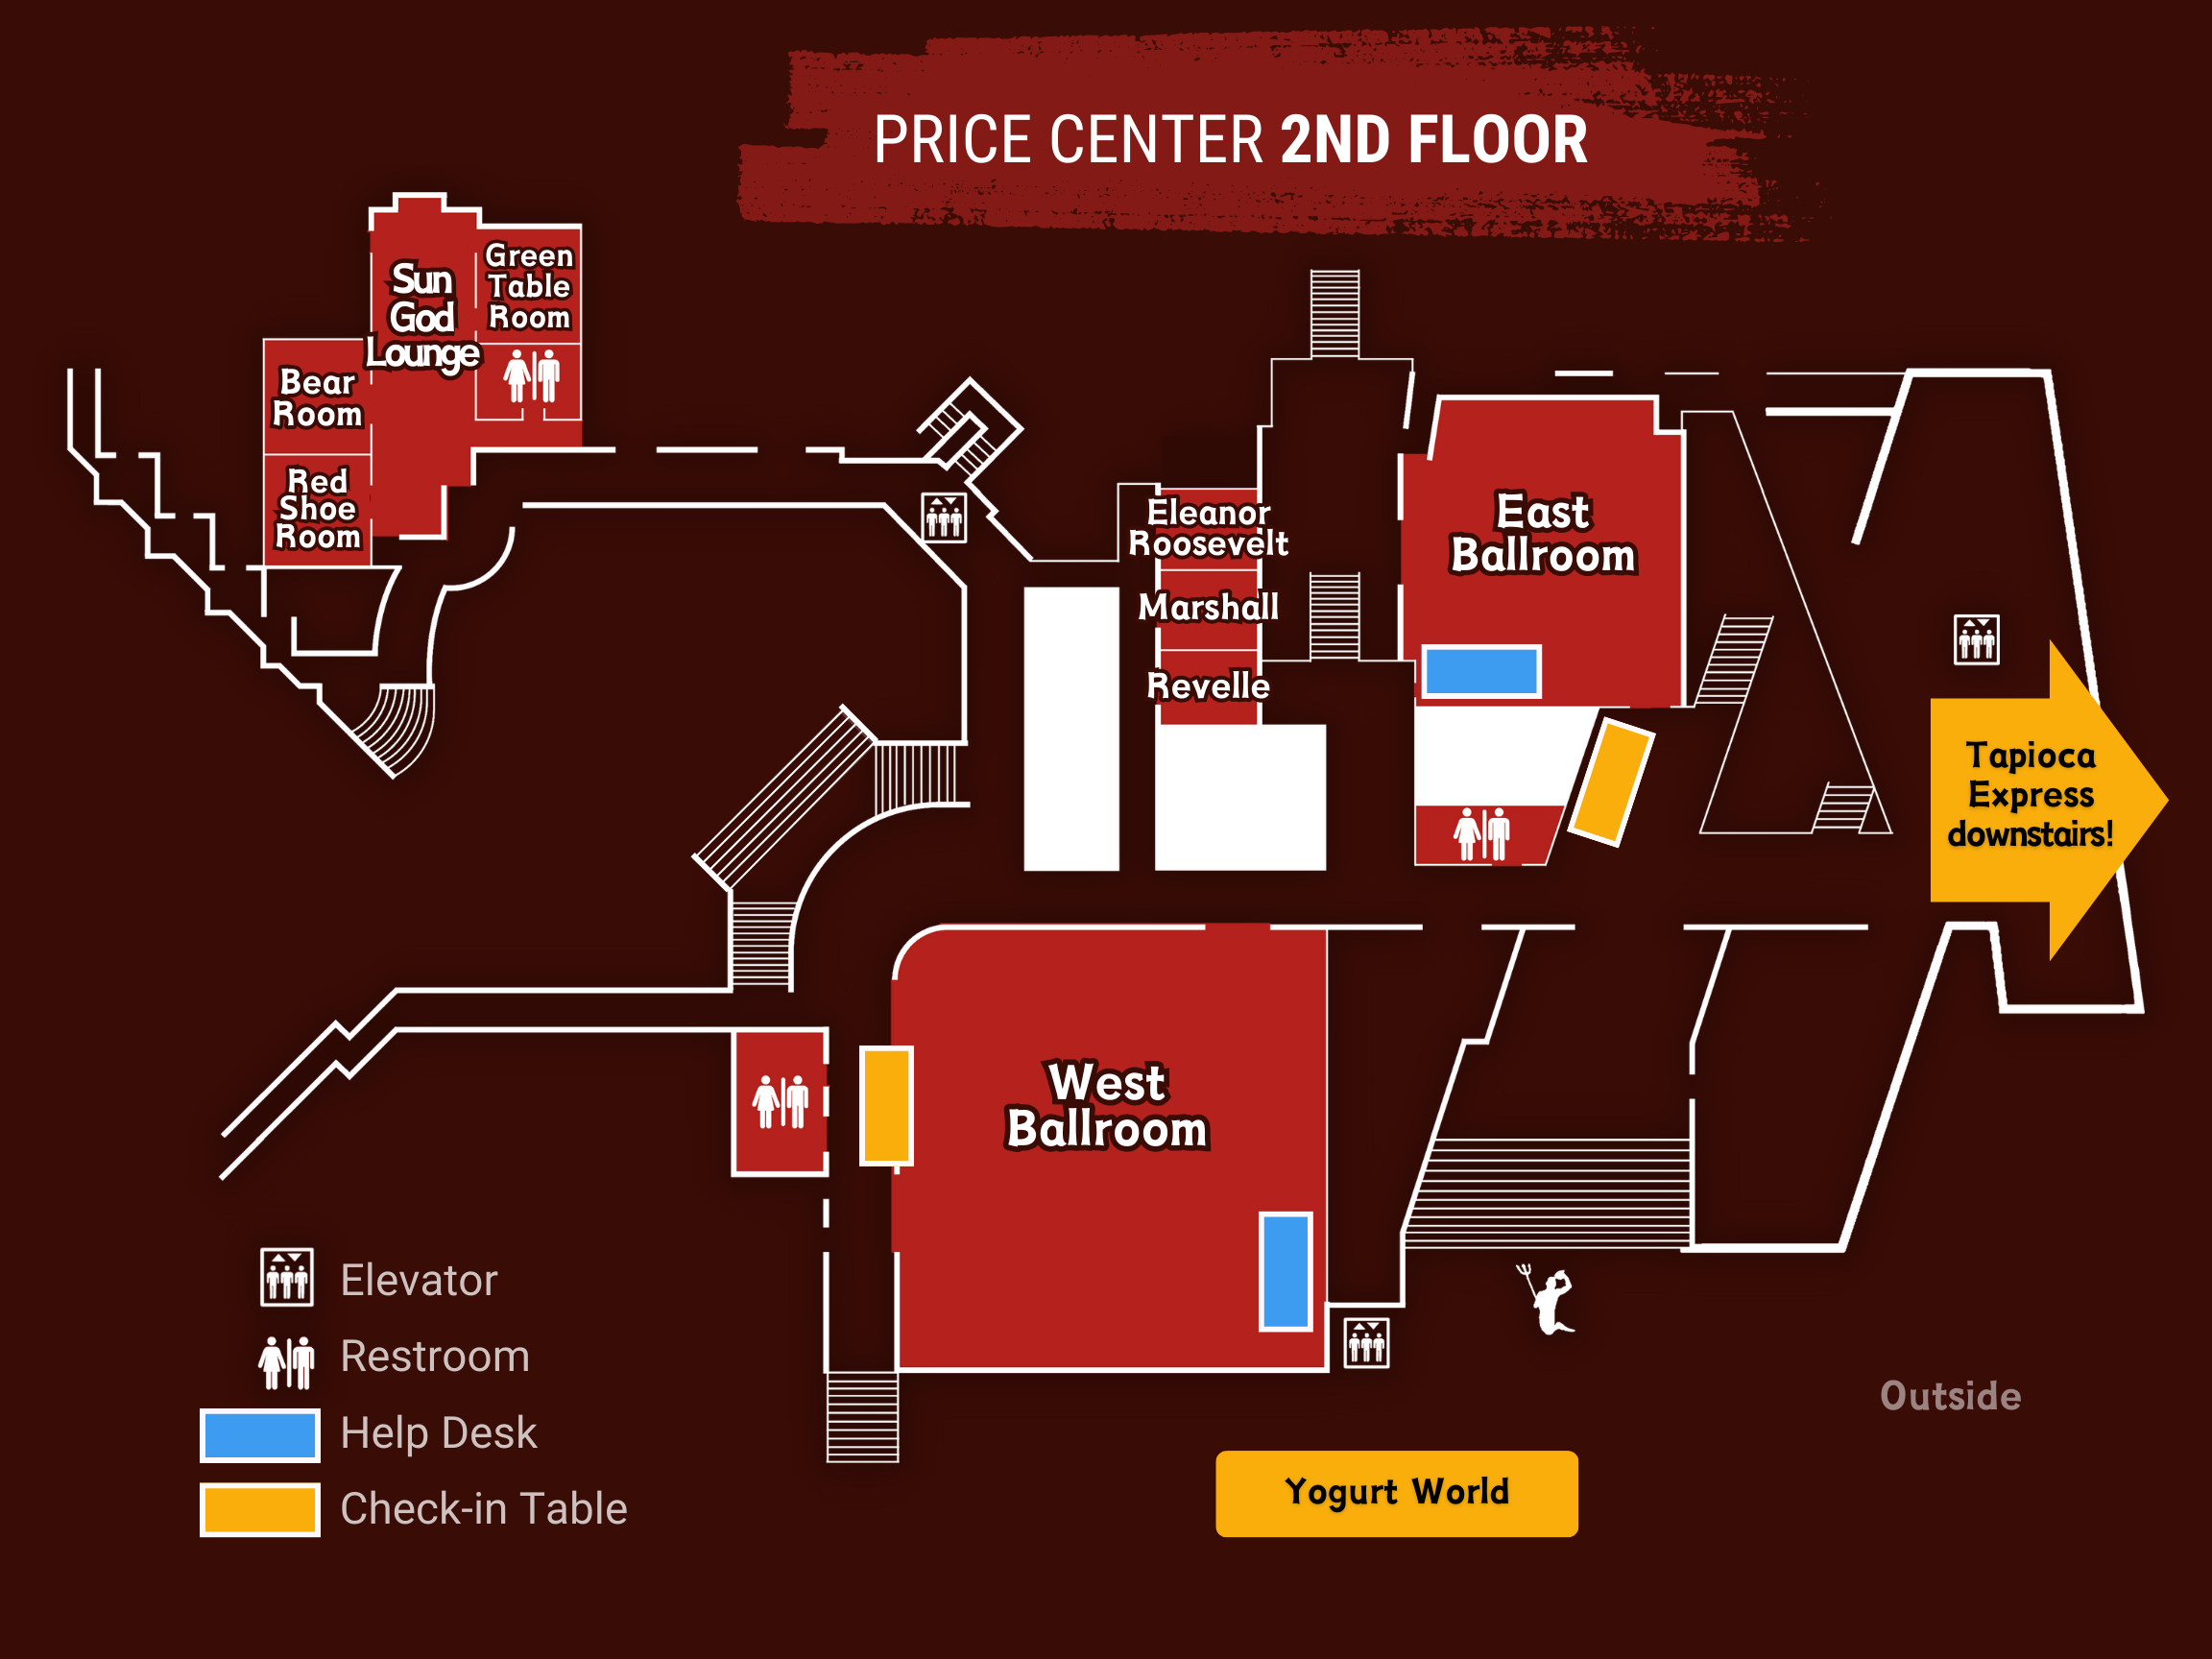 PRICE CENTER 2ND FLOOR
Sun
God
Lounge
Green
Table
Room
Bear
Room
Red
Shoe
Room
Eleanor
Roosevelt
Marshall
Revelle
East
Ballroom
Tapioca
Express
downstairs!
West
Ballroom
Elevator
Restroom
Help Desk
Check-in Table
Outside
Yogurt World